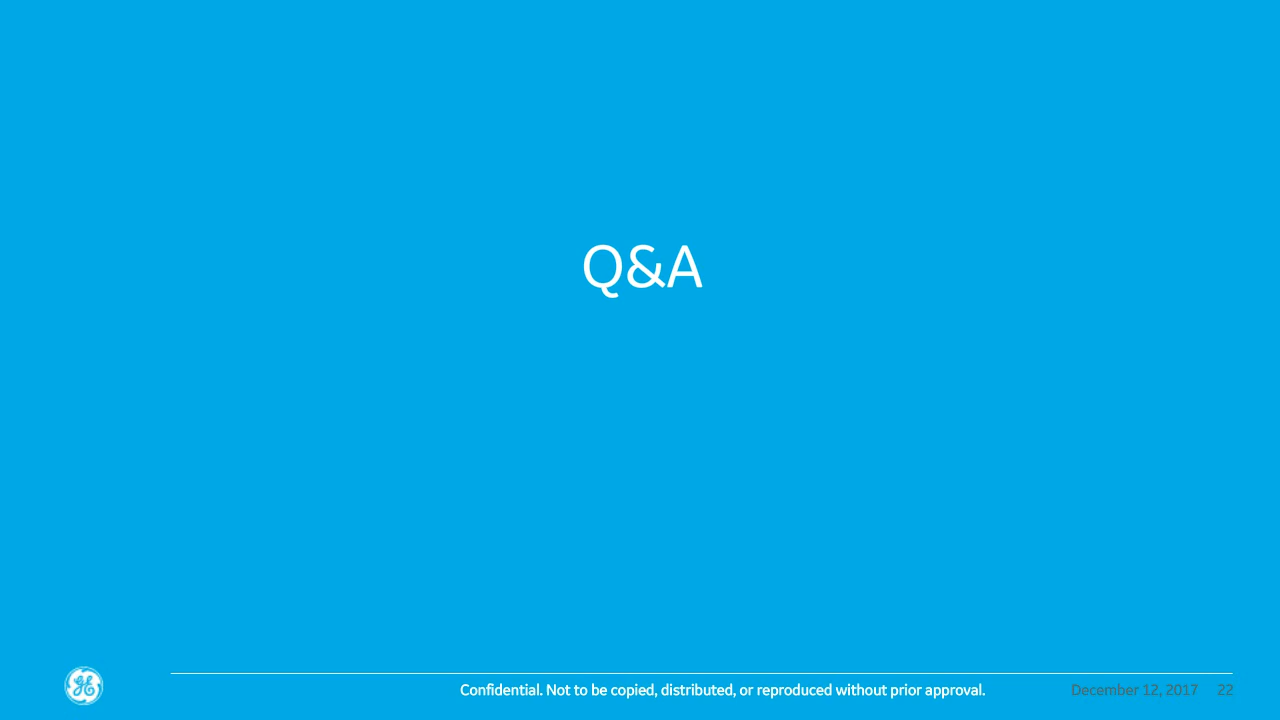 Q&A
Confidential. Not to be copied, distributed, or reproduced without prior approval.
December 12, 2017 22